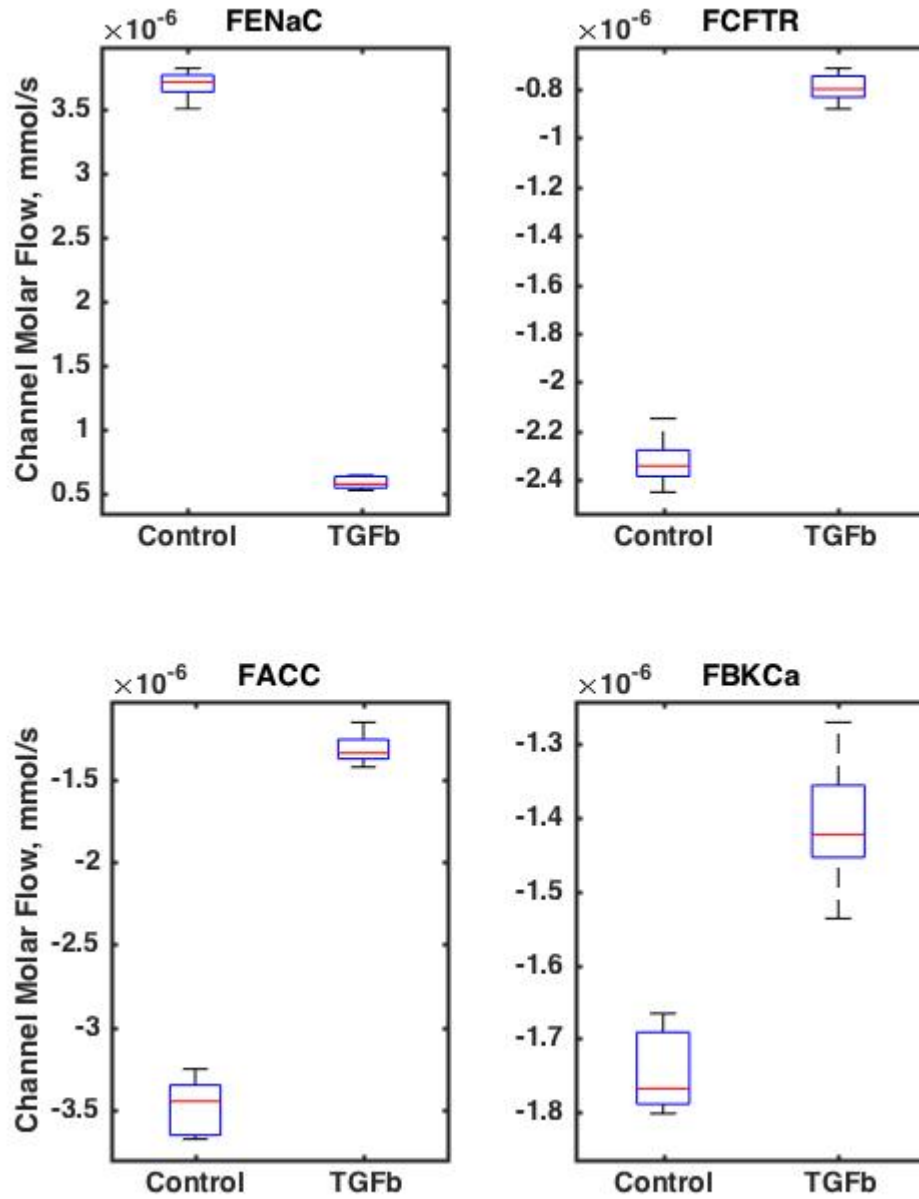 ×10⁻⁶ FENaC
Channel Molar Flow, mmol/s
3.5
3
2.5
2
1.5
1
0.5
Control TGFb
×10⁻⁶ FCFTR
-0.8
-1
-1.2
-1.4
-1.6
-1.8
-2
-2.2
-2.4
Control TGFb
×10⁻⁶ FACC
Channel Molar Flow, mmol/s
-1.5
-2
-2.5
-3
-3.5
Control TGFb
×10⁻⁶ FBKCa
-1.3
-1.4
-1.5
-1.6
-1.7
-1.8
Control TGFb